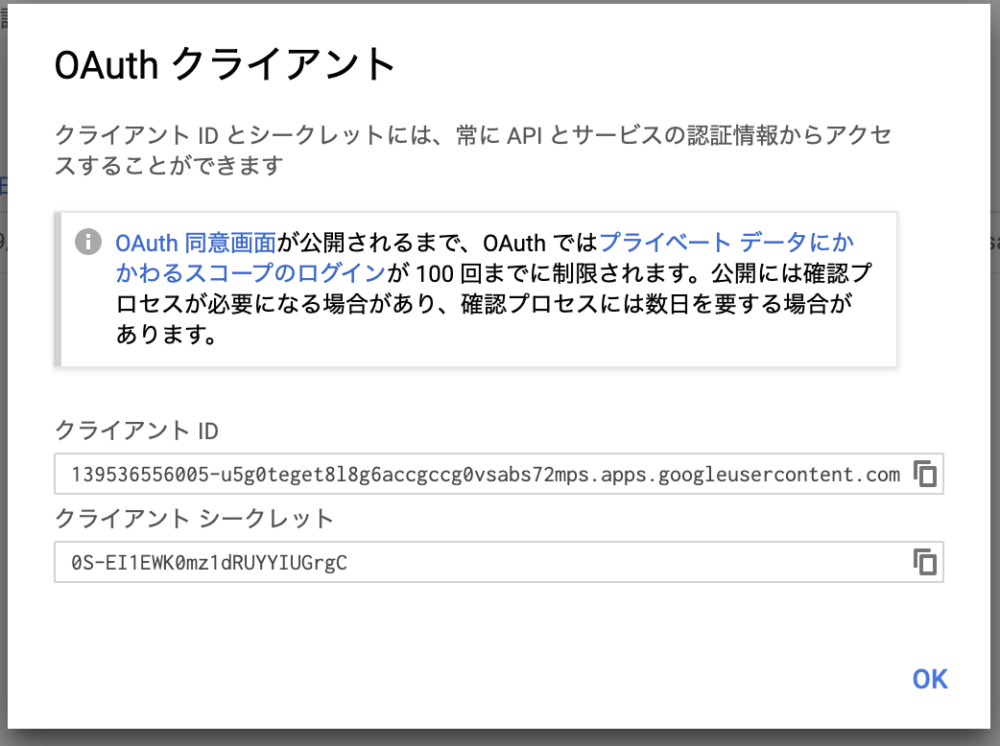 OAuth クライアント
クライアント ID とシークレットには、常に API とサービスの認証情報からアクセ
スすることができます
OAuth 同意画面が公開されるまで、OAuth ではプライベート データにか
かわるスコープのログインが 100 回までに制限されます。公開には確認プ
ロセスが必要になる場合があり、確認プロセスには数日を要する場合が
あります。
クライアント ID
139536556005-u5g0teget8l8g6accgccg0vsabs72mps.apps.googleusercontent.com
クライアント シークレット
0S-EI1EWK0mz1dRUYYIUGrgC
OK